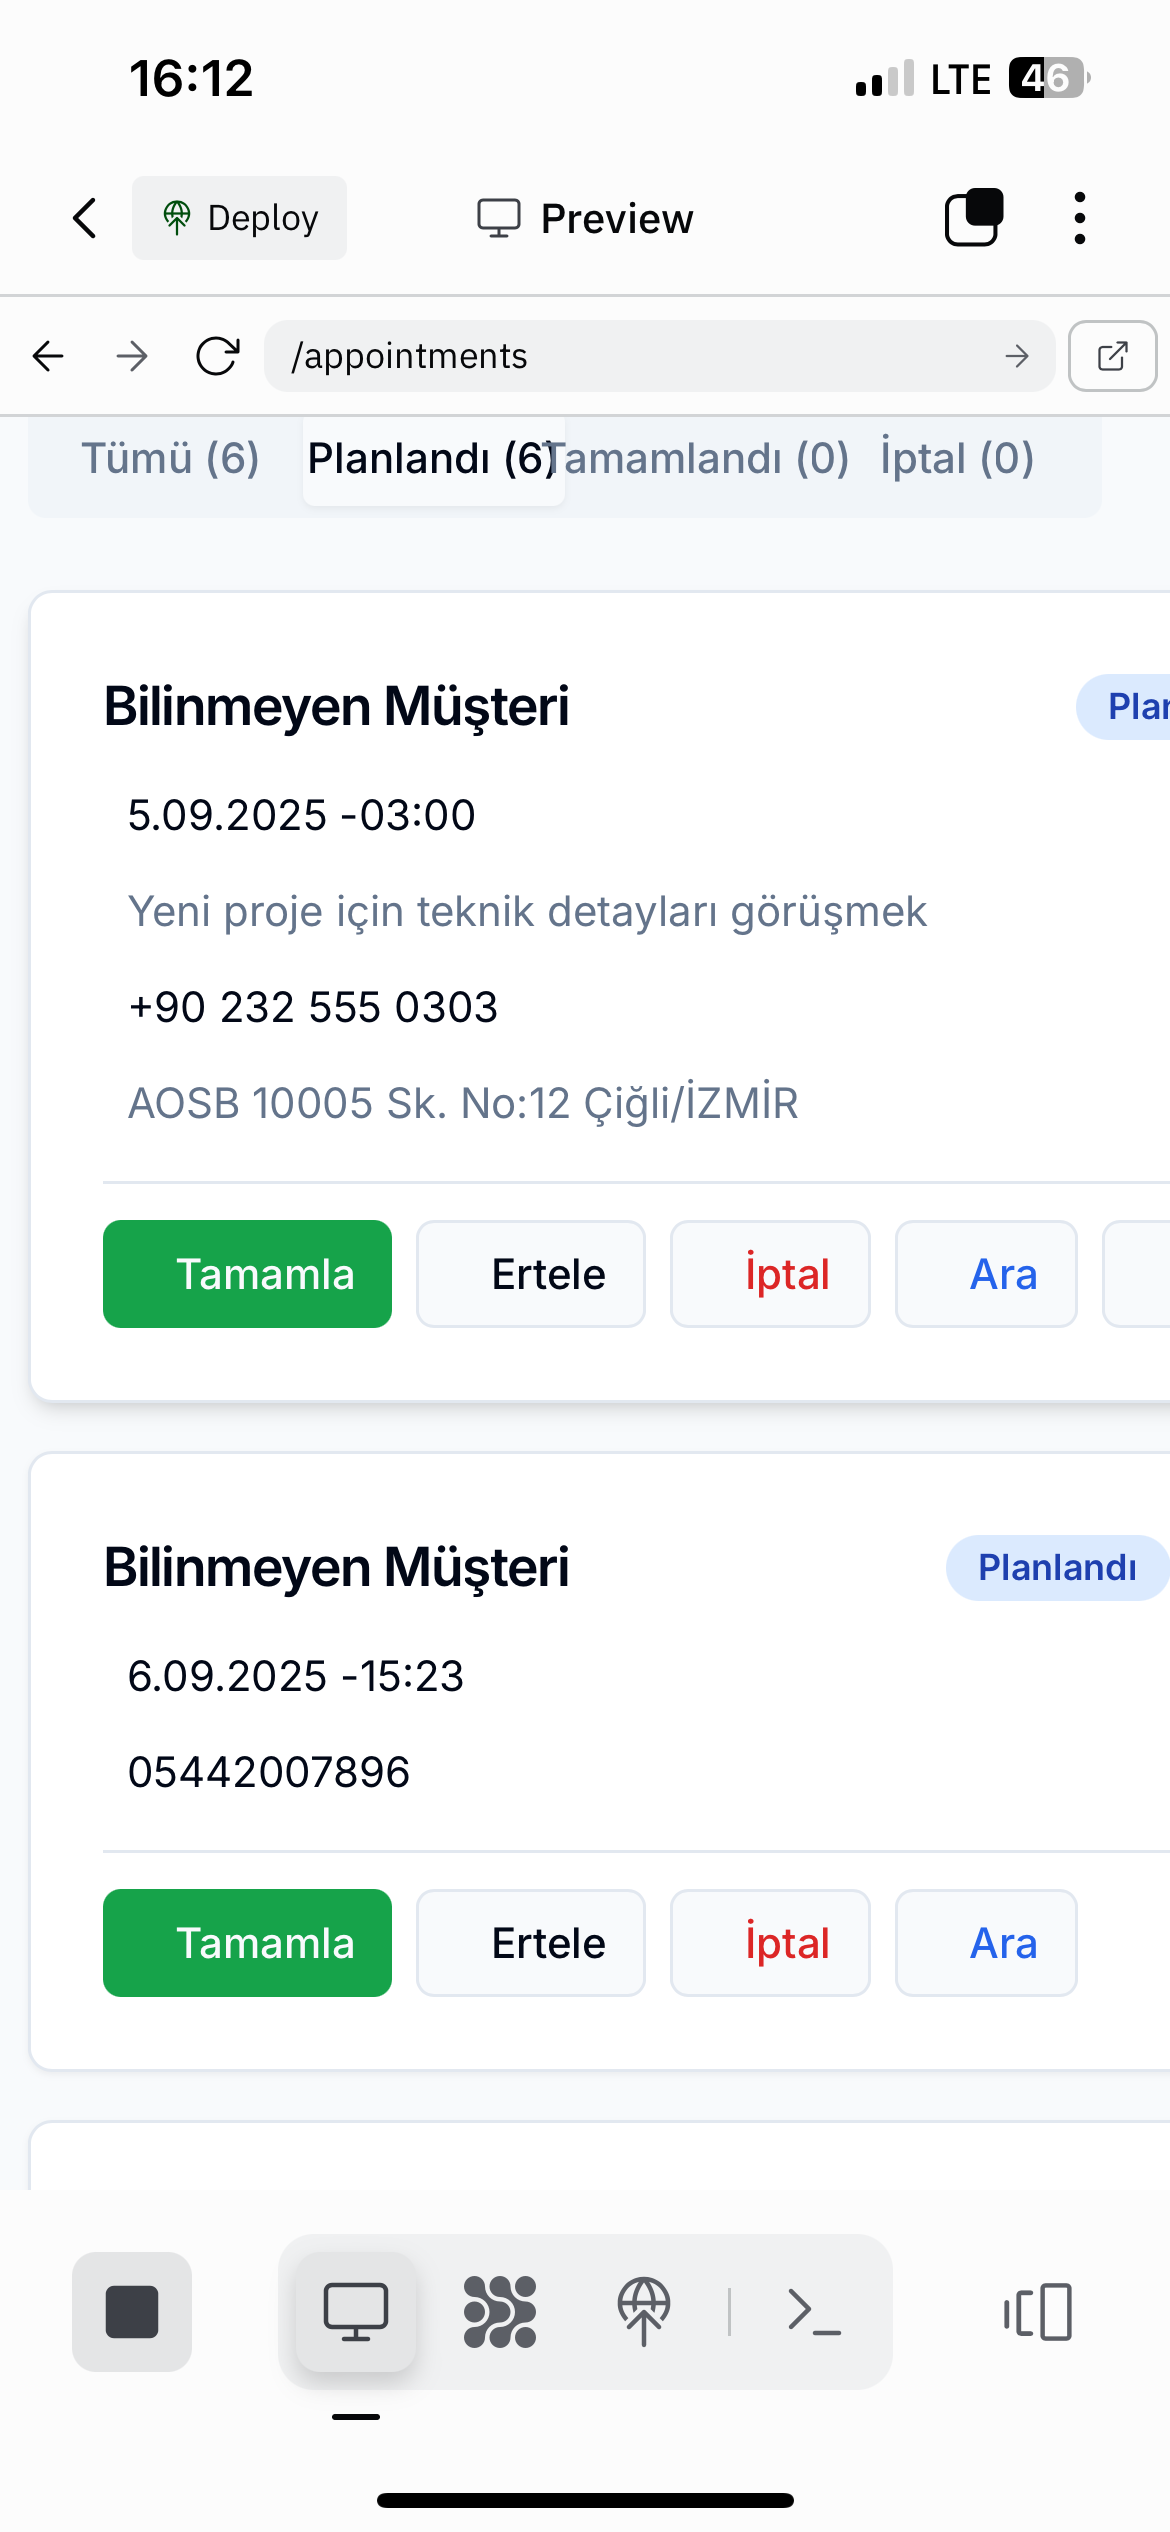 16:12
LTE 46
Deploy
Preview
/appointments
Tümü (6)
Planlandı (6)
Tamamlandı (0)
İptal (0)
Bilinmeyen Müşteri
5.09.2025 -03:00
Yeni proje için teknik detayları görüşmek
+90 232 555 0303
AOSB 10005 Sk. No:12 Çiğli/İZMİR
Tamamla
Ertele
İptal
Ara
Bilinmeyen Müşteri
Planlandı
6.09.2025 -15:23
05442007896
Tamamla
Ertele
İptal
Ara